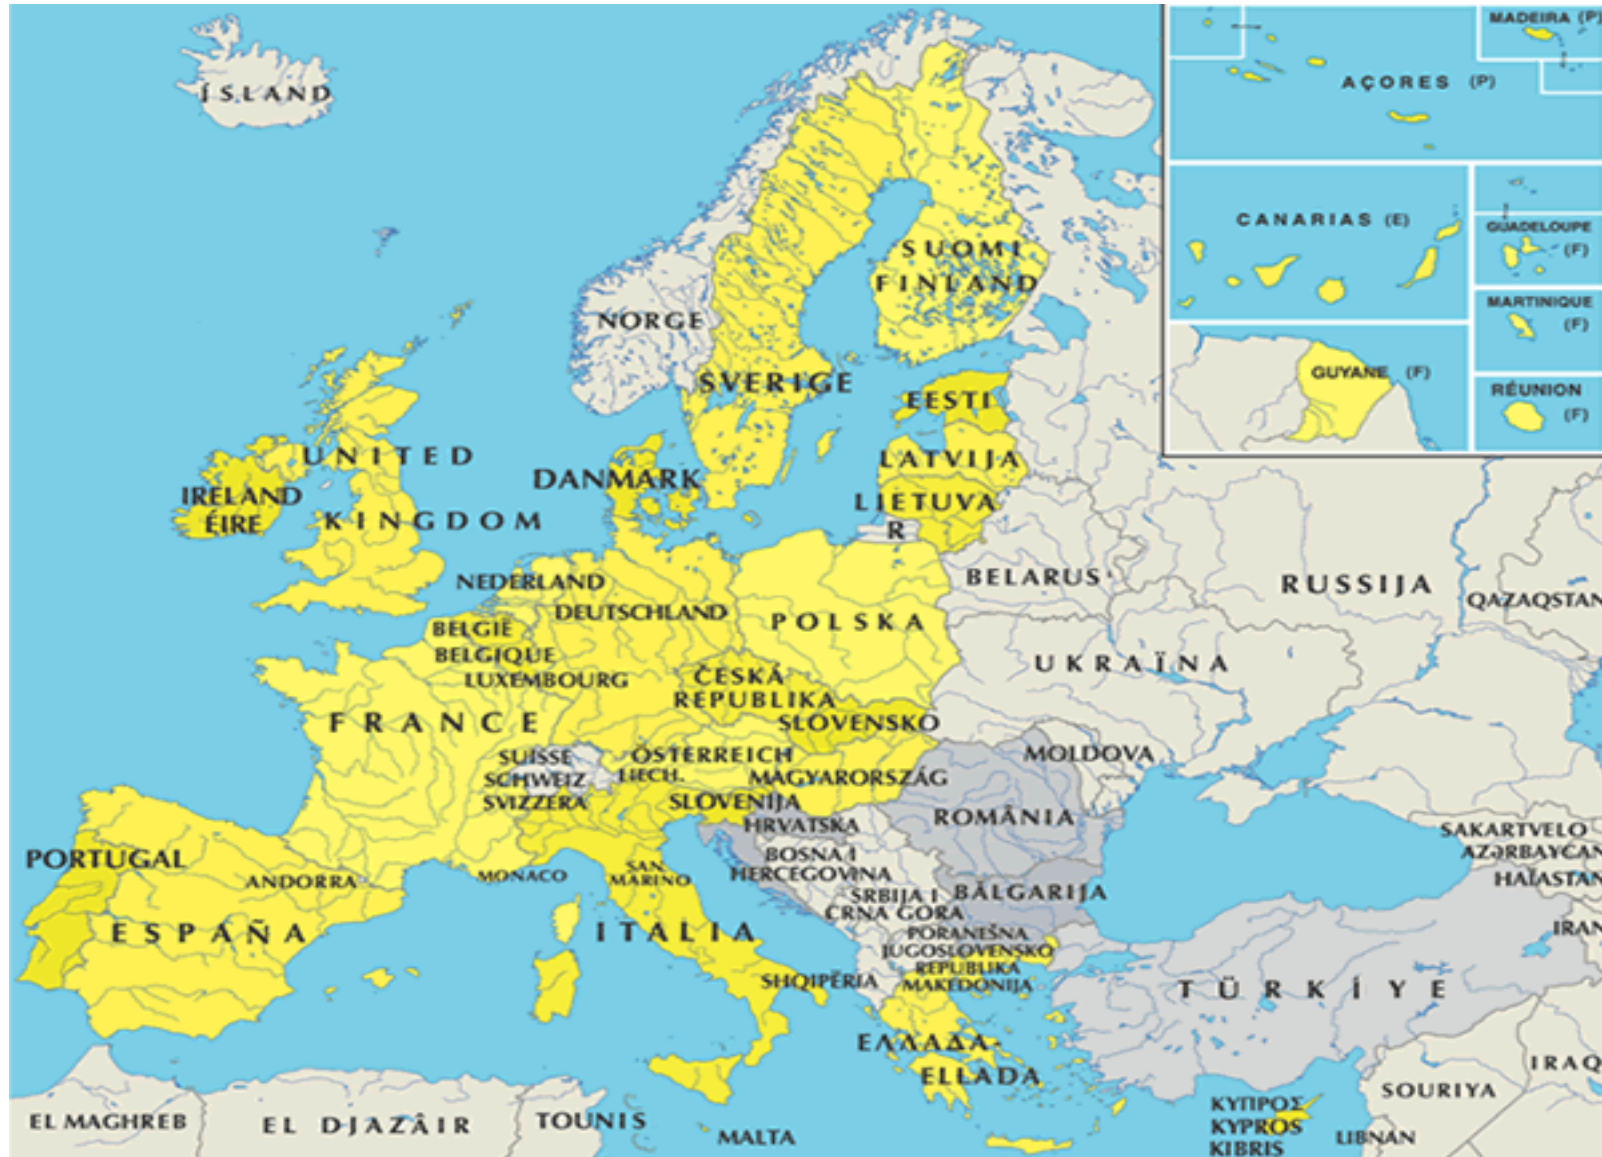 ÍSLAND
MADEIRA (P)
AÇORES (P)
CANARIAS (E)
GUADELOUPE
(F)
MARTINIQUE
(F)
GUYANE (F)
RÉUNION
(F)
SUOMI
FINLAND
NORGE
SVERIGE
EESTI
LATVIJA
LIETUVA
R
UNITED
KINGDOM
IRELAND
ÉIRE
DANMARK
NEDERLAND
DEUTSCHLAND
BELGIË
BELGIQUE
LUXEMBOURG
POLSKA
BELARUS
RUSSIJA
QAZAQSTAN
UKRAÏNA
ČESKÁ
REPUBLIKA
SLOVENSKO
FRANCE
SUISSE
SCHWEIZ
SVIZZERA
LIECH.
ÖSTERREICH
MAGYARORSZÁG
SLOVENIJA
HRVATSKA
MOLDOVA
ROMÂNIA
BOSNA I
HERCEGOVINA
SRBIJA I
CRNA GORA
BĂLGARIJA
PORANEŠNA
JUGOSLOVENSKO
REPUBLIKA
MAKEDONIJA
SHQIPËRIA
SAKARTVELO
AZƏRBAYCAN
HAÏASTAN
IRAN
PORTUGAL
ESPAÑA
ANDORRA
MONACO
SAN
MARINO
ITALIA
TÜRKÍYE
ΕΛΛΑΔΑ-
ELLADA
ΚΥΠΡΟΣ
KYPROS
KIBRIS
SOURIYA
IRAQ
LIBNAN
EL MAGHREB
EL DJAZÂIR
TOUNIS
MALTA